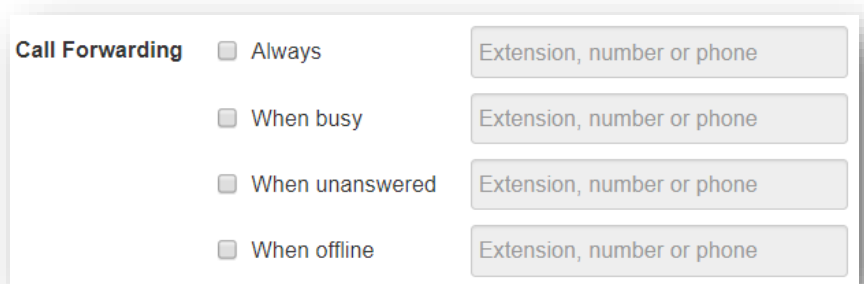 Call Forwarding Always Extension, number or phone
When busy Extension, number or phone
When unanswered Extension, number or phone
When offline Extension, number or phone